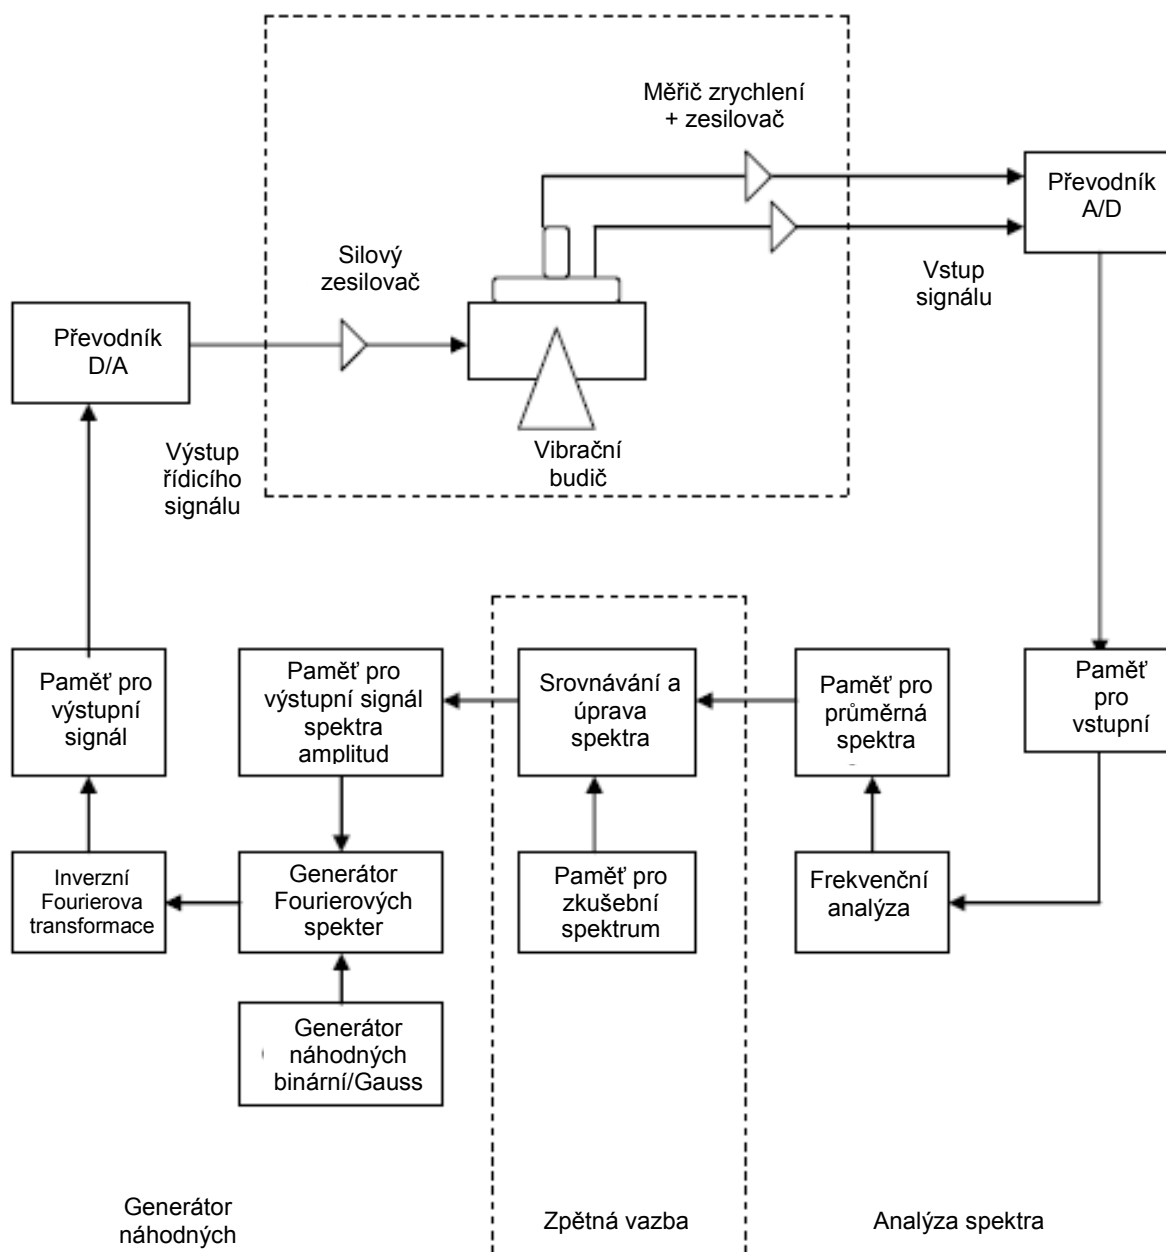 Měřič zrychlení
+ zesilovač
Převodník
A/D
Silový
zesilovač
Vstup
signálu
Převodník
D/A
Výstup
řídicího
signálu
Vibrační
budič
Paměť pro
výstupní
signál
Paměť pro
výstupní signál
spektra
amplitud
Srovnávání a
úprava
spektra
Paměť pro
průměrná
spektra
Paměť
pro
vstupní
Inverzní
Fourierova
transformace
Generátor
Fourierových
spekter
Paměť pro
zkušební
spektrum
Frekvenční
analýza
Generátor
náhodných
binární/Gauss
Generátor
náhodných
Zpětná vazba
Analýza spektra